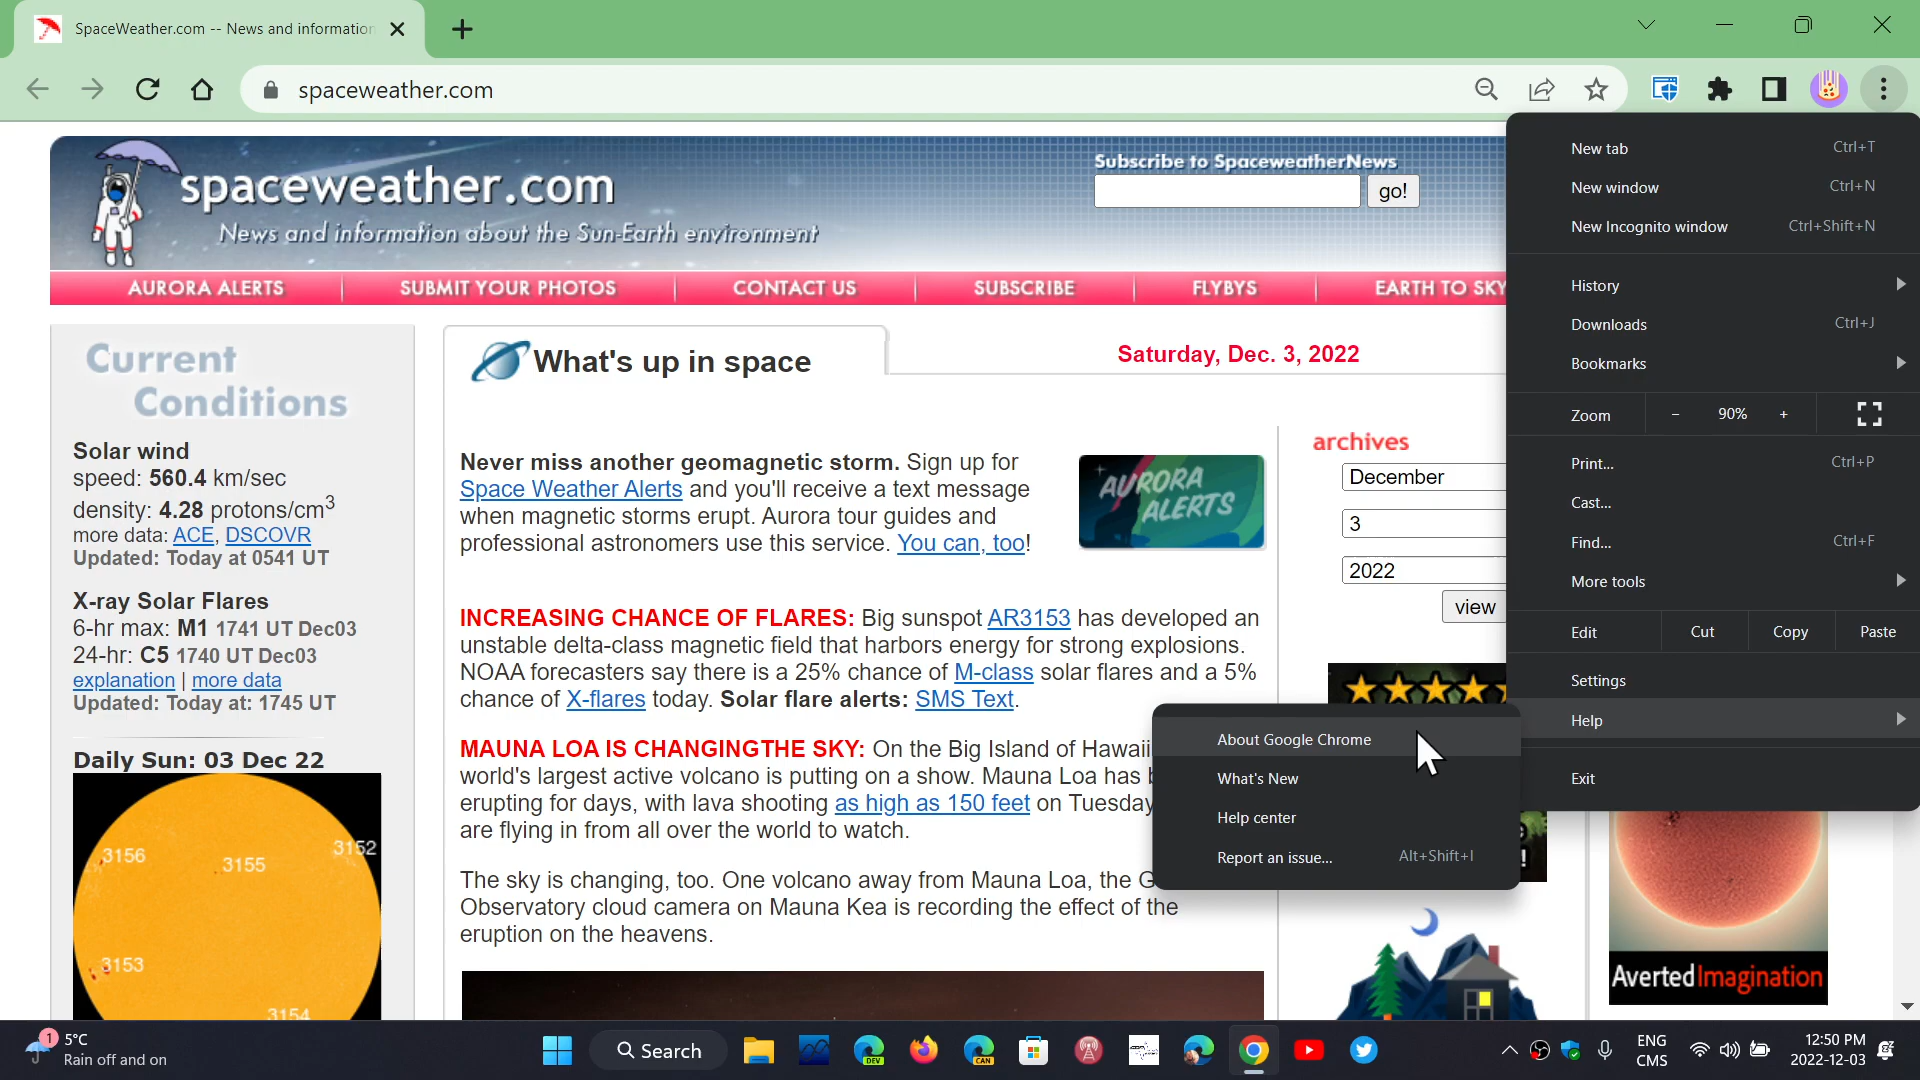 SpaceWeather.com -- News and information
spaceweather.com
spaceweather.com
News and information about the Sun-Earth environment
Subscribe to SpaceweatherNews
go!
AURORA ALERTS
SUBMIT YOUR PHOTOS
CONTACT US
SUBSCRIBE
FLYBYS
EARTH TO SKY
Current
Conditions
Solar wind
speed: 560.4 km/sec
density: 4.28 protons/cm3
more data: ACE, DSCOVR
Updated: Today at 0541 UT
X-ray Solar Flares
6-hr max: M1 1741 UT Dec03
24-hr: C5 1740 UT Dec03
explanation | more data
Updated: Today at: 1745 UT
Daily Sun: 03 Dec 22
3156
3155
3152
3153
3154
What's up in space
Saturday, Dec. 3, 2022
Never miss another geomagnetic storm. Sign up for
Space Weather Alerts and you'll receive a text message
when magnetic storms erupt. Aurora tour guides and
professional astronomers use this service. You can, too!
AURORA
ALERTS
INCREASING CHANCE OF FLARES: Big sunspot AR3153 has developed an
unstable delta-class magnetic field that harbors energy for strong explosions.
NOAA forecasters say there is a 25% chance of M-class solar flares and a 5%
chance of X-flares today. Solar flare alerts: SMS Text.
MAUNA LOA IS CHANGINGTHE SKY: On the Big Island of Hawaii
world's largest active volcano is putting on a show. Mauna Loa has
erupting for days, with lava shooting as high as 150 feet on Tuesday
are flying in from all over the world to watch.
The sky is changing, too. One volcano away from Mauna Loa, the
Observatory cloud camera on Mauna Kea is recording the effect of the
eruption on the heavens.
archives
December
3
2022
view
AvertedImagination
New tab Ctrl+T
New window Ctrl+N
New Incognito window Ctrl+Shift+N
History
Downloads Ctrl+J
Bookmarks
Zoom - 90% +
Print... Ctrl+P
Cast...
Find... Ctrl+F
More tools
Edit Cut Copy Paste
Settings
Help
Exit
About Google Chrome
What's New
Help center
Report an issue... Alt+Shift+I
1
5°C
Rain off and on
Search
DEV
CAN
ENG
CMS
12:50 PM
2022-12-03